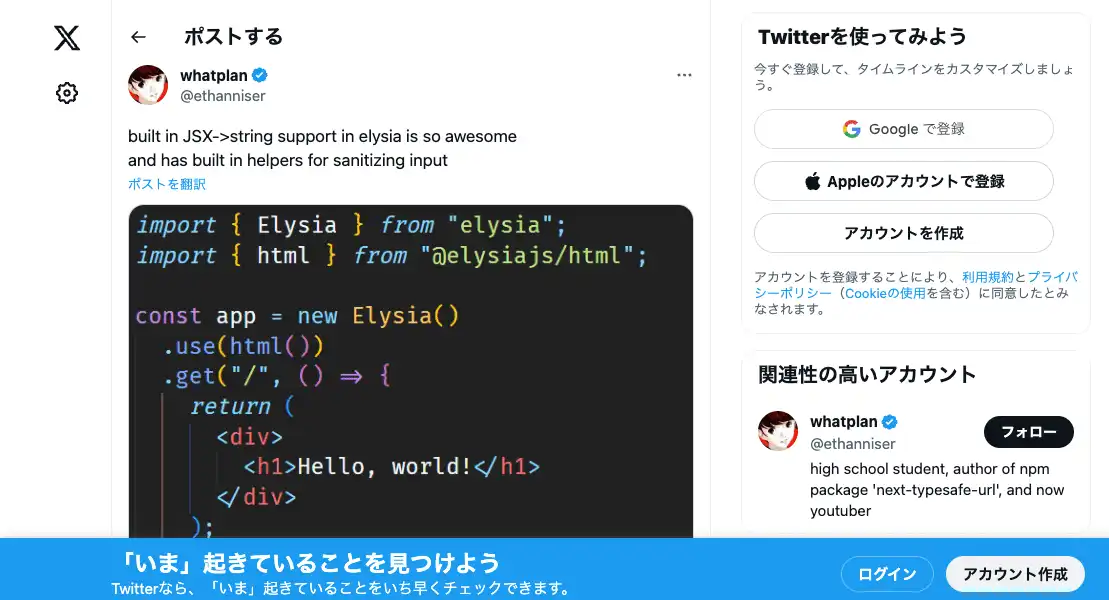 ポストする
whatplan
@ethanniser
built in JSX->string support in elysia is so awesome
and has built in helpers for sanitizing input
ポストを翻訳
import { Elysia } from "elysia";
import { html } from "@elysiajs/html";
const app = new Elysia()
.use(html())
.get("/", () => {
return (
<div>
<h1>Hello, world!</h1>
</div>
);
Twitterを使ってみよう
今すぐ登録して、タイムラインをカスタマイズしましょ
う。
Google で登録
Appleのアカウントで登録
アカウントを作成
アカウントを登録することにより、利用規約とプライバ
シーポリシー（Cookieの使用を含む）に同意したとみ
なされます。
関連性の高いアカウント
whatplan
@ethanniser
フォロー
high school student, author of npm
package 'next-typesafe-url', and now
youtuber
「いま」起きていることを見つけよう
Twitterなら、「いま」起きていることをいち早くチェックできます。
ログイン
アカウント作成